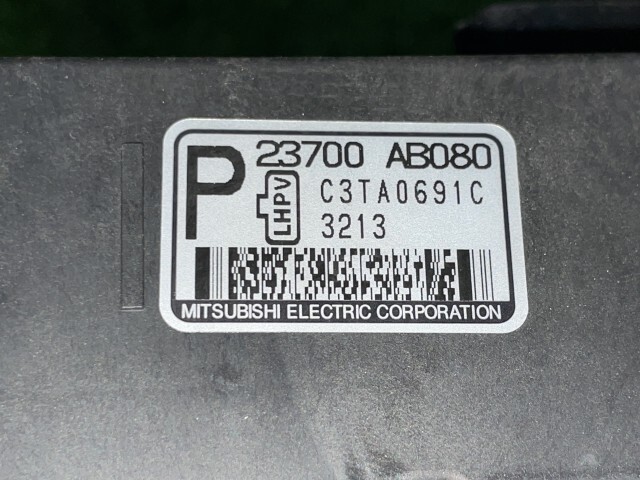 P 23700 AB080
LHPV C3TA0691C
3213
MITSUBISHI ELECTRIC CORPORATION